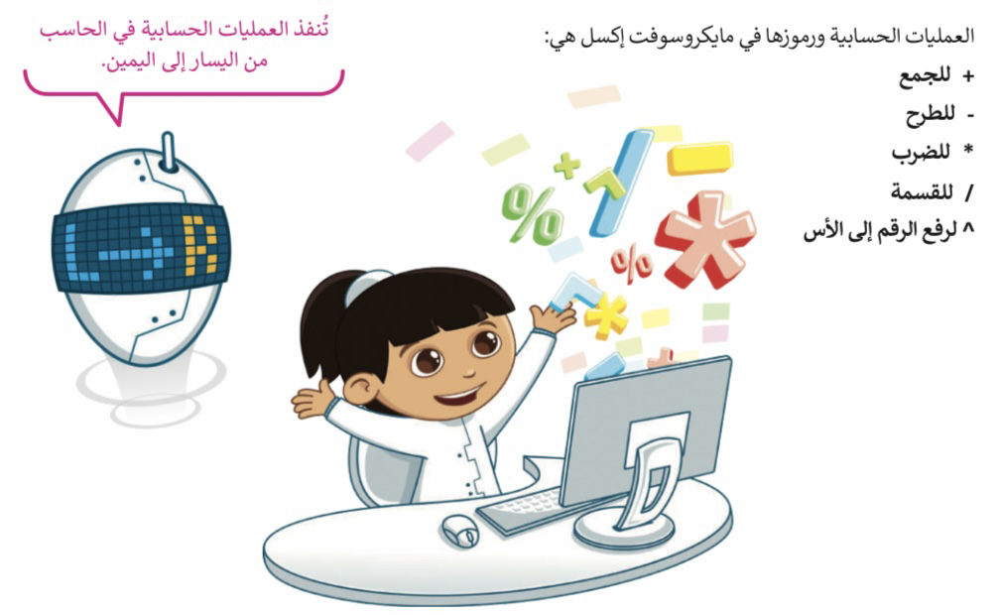 العمليات الحسابية ورموزها في مايكروسوفت إكسل هي:
+ للجمع
- للطرح
* للضرب
/ للقسمة
^ لرفع الرقم إلى الأس
تُنفذ العمليات الحسابية في الحاسب
من اليسار إلى اليمين.
L→R